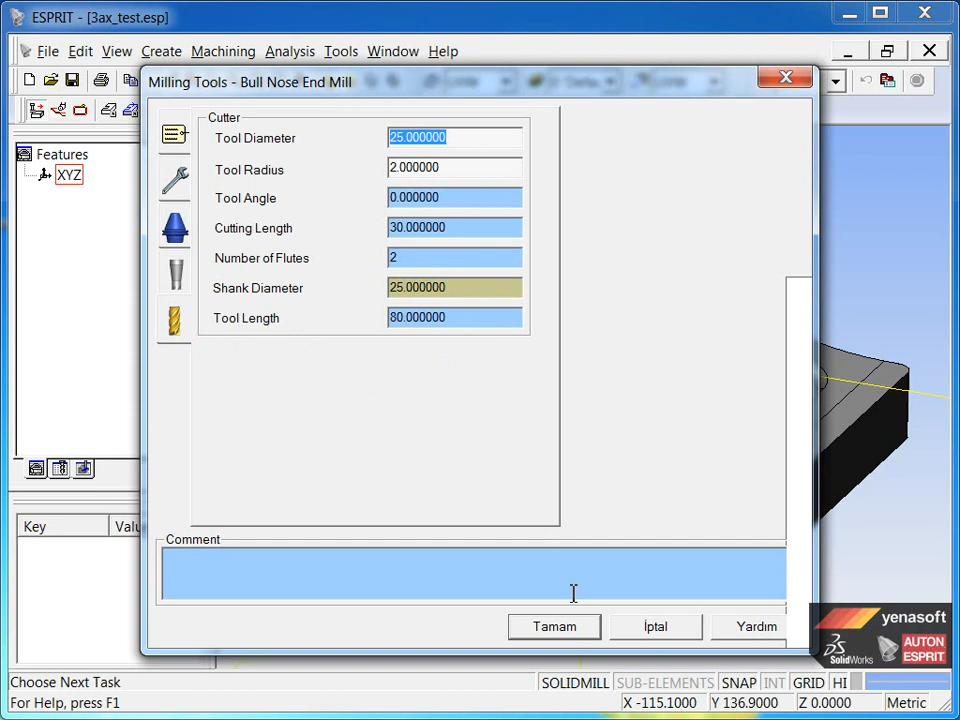 ESPRIT - [3ax_test.esp]
File Edit View Create Machining Analysis Tools Window Help
Milling Tools - Bull Nose End Mill
Features
XYZ
Cutter
Tool Diameter 25.000000
Tool Radius 2.000000
Tool Angle 0.000000
Cutting Length 30.000000
Number of Flutes 2
Shank Diameter 25.000000
Tool Length 80.000000
Key Valu
Comment
Tamam İptal Yardım
yenasoft
SolidWorks
AUTON
ESPRIT
Choose Next Task SOLIDMILL SUB-ELEMENTS SNAP INT GRID HI
For Help, press F1 X -115.1000 Y 136.9000 Z 0.0000 Metric